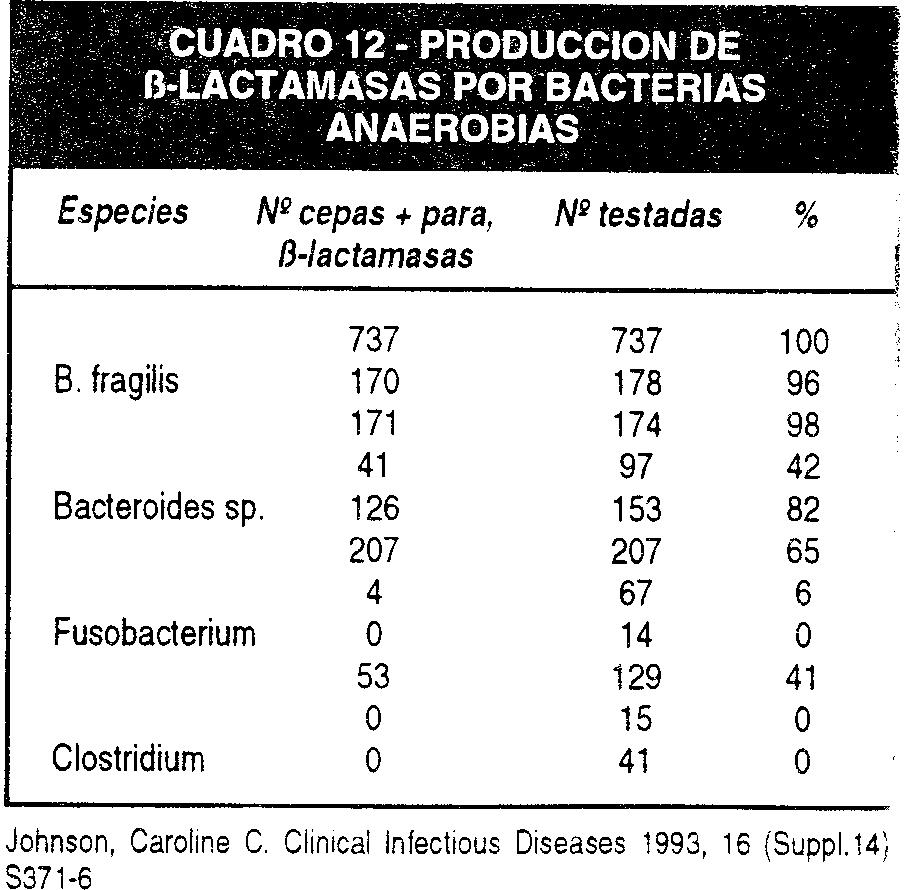 CUADRO 12 - PRODUCCION DE
ß-LACTAMASAS POR BACTERIAS
ANAEROBIAS
Especies Nº cepas + para, Nº testadas %
ß-lactamasas
737 737 100
B. fragilis 170 178 96
171 174 98
41 97 42
Bacteroides sp. 126 153 82
207 207 65
4 67 6
Fusobacterium 0 14 0
53 129 41
0 15 0
Clostridium 0 41 0
Johnson, Caroline C. Clinical Infectious Diseases 1993, 16 (Suppl.14)
S371-6